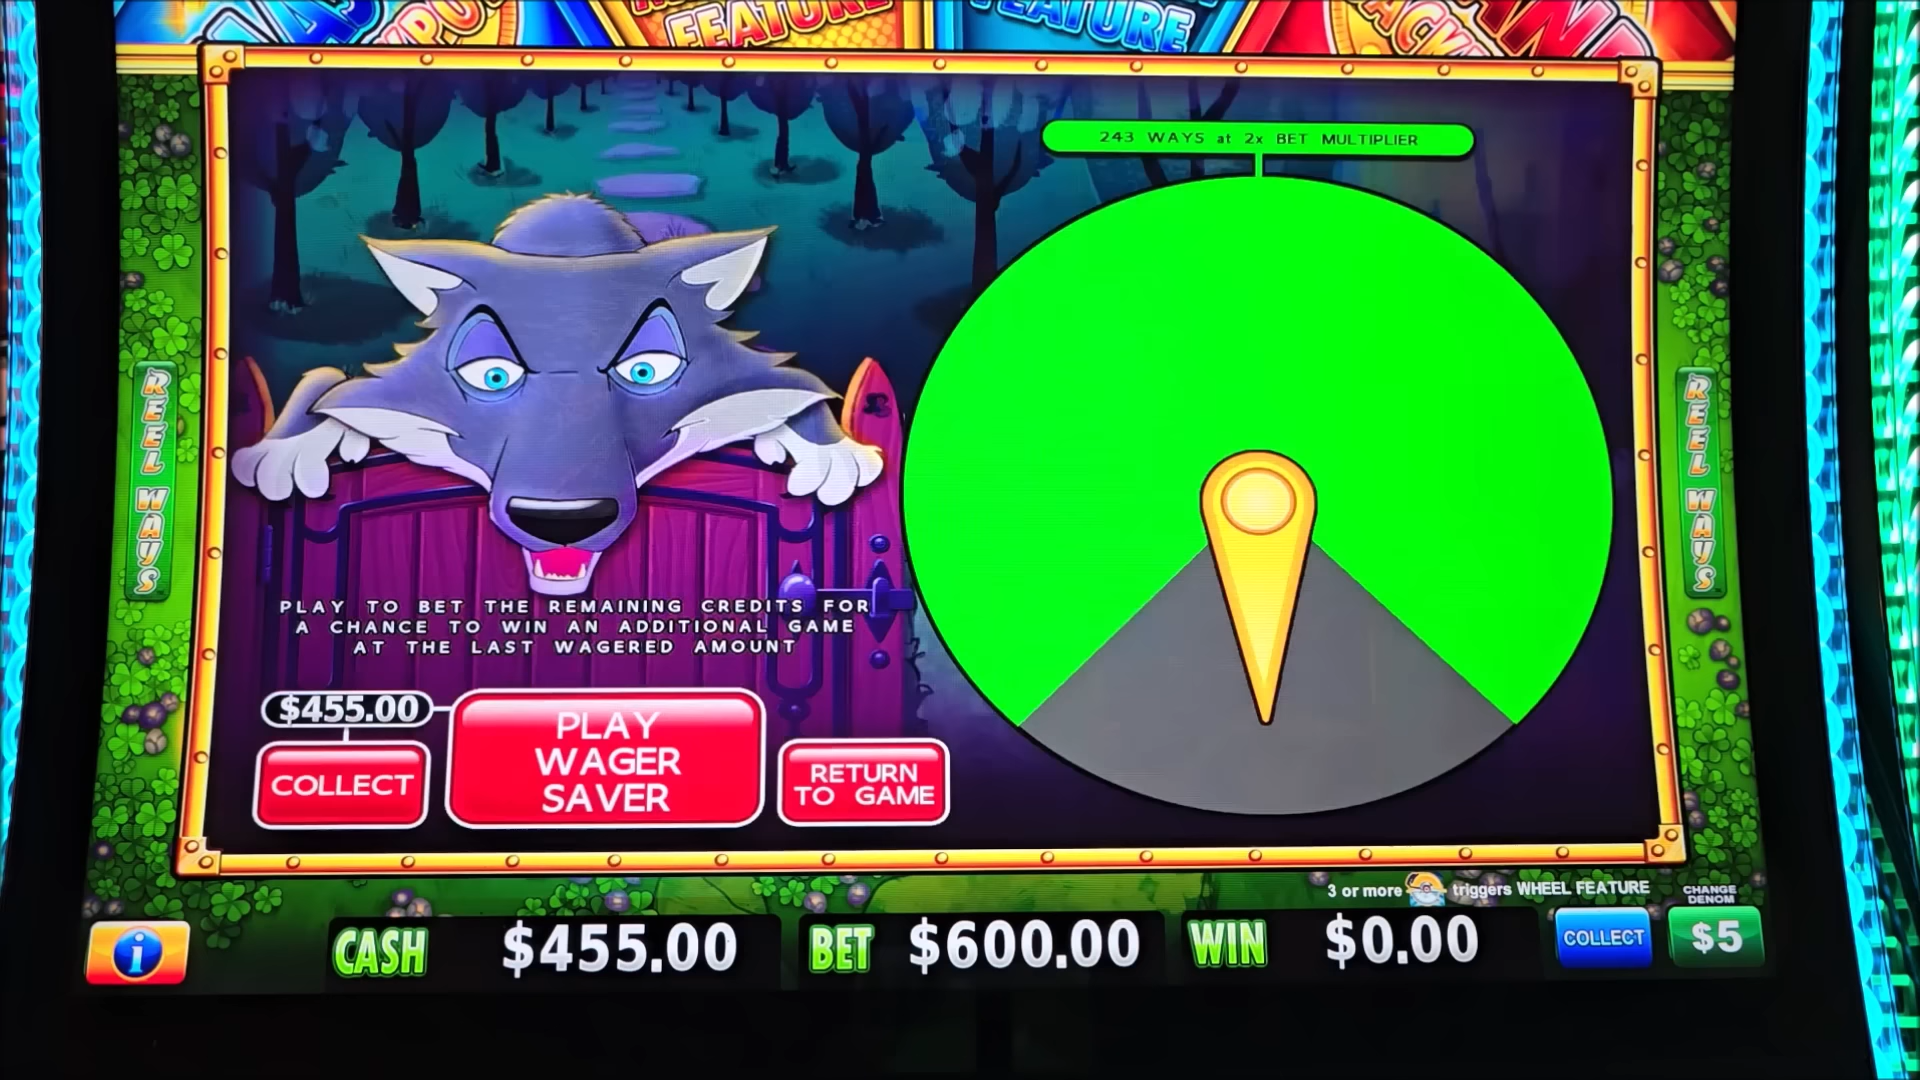 FEATURE
FEATURE
243 WAYS at 2x BET MULTIPLIER
REEL WAYS
REEL WAYS
PLAY TO BET THE REMAINING CREDITS FOR
A CHANCE TO WIN AN ADDITIONAL GAME
AT THE LAST WAGERED AMOUNT
$455.00
COLLECT
PLAY
WAGER
SAVER
RETURN
TO GAME
3 or more triggers WHEEL FEATURE
CHANGE
DENOM
i
CASH $455.00 BET $600.00 WIN $0.00
COLLECT
$5